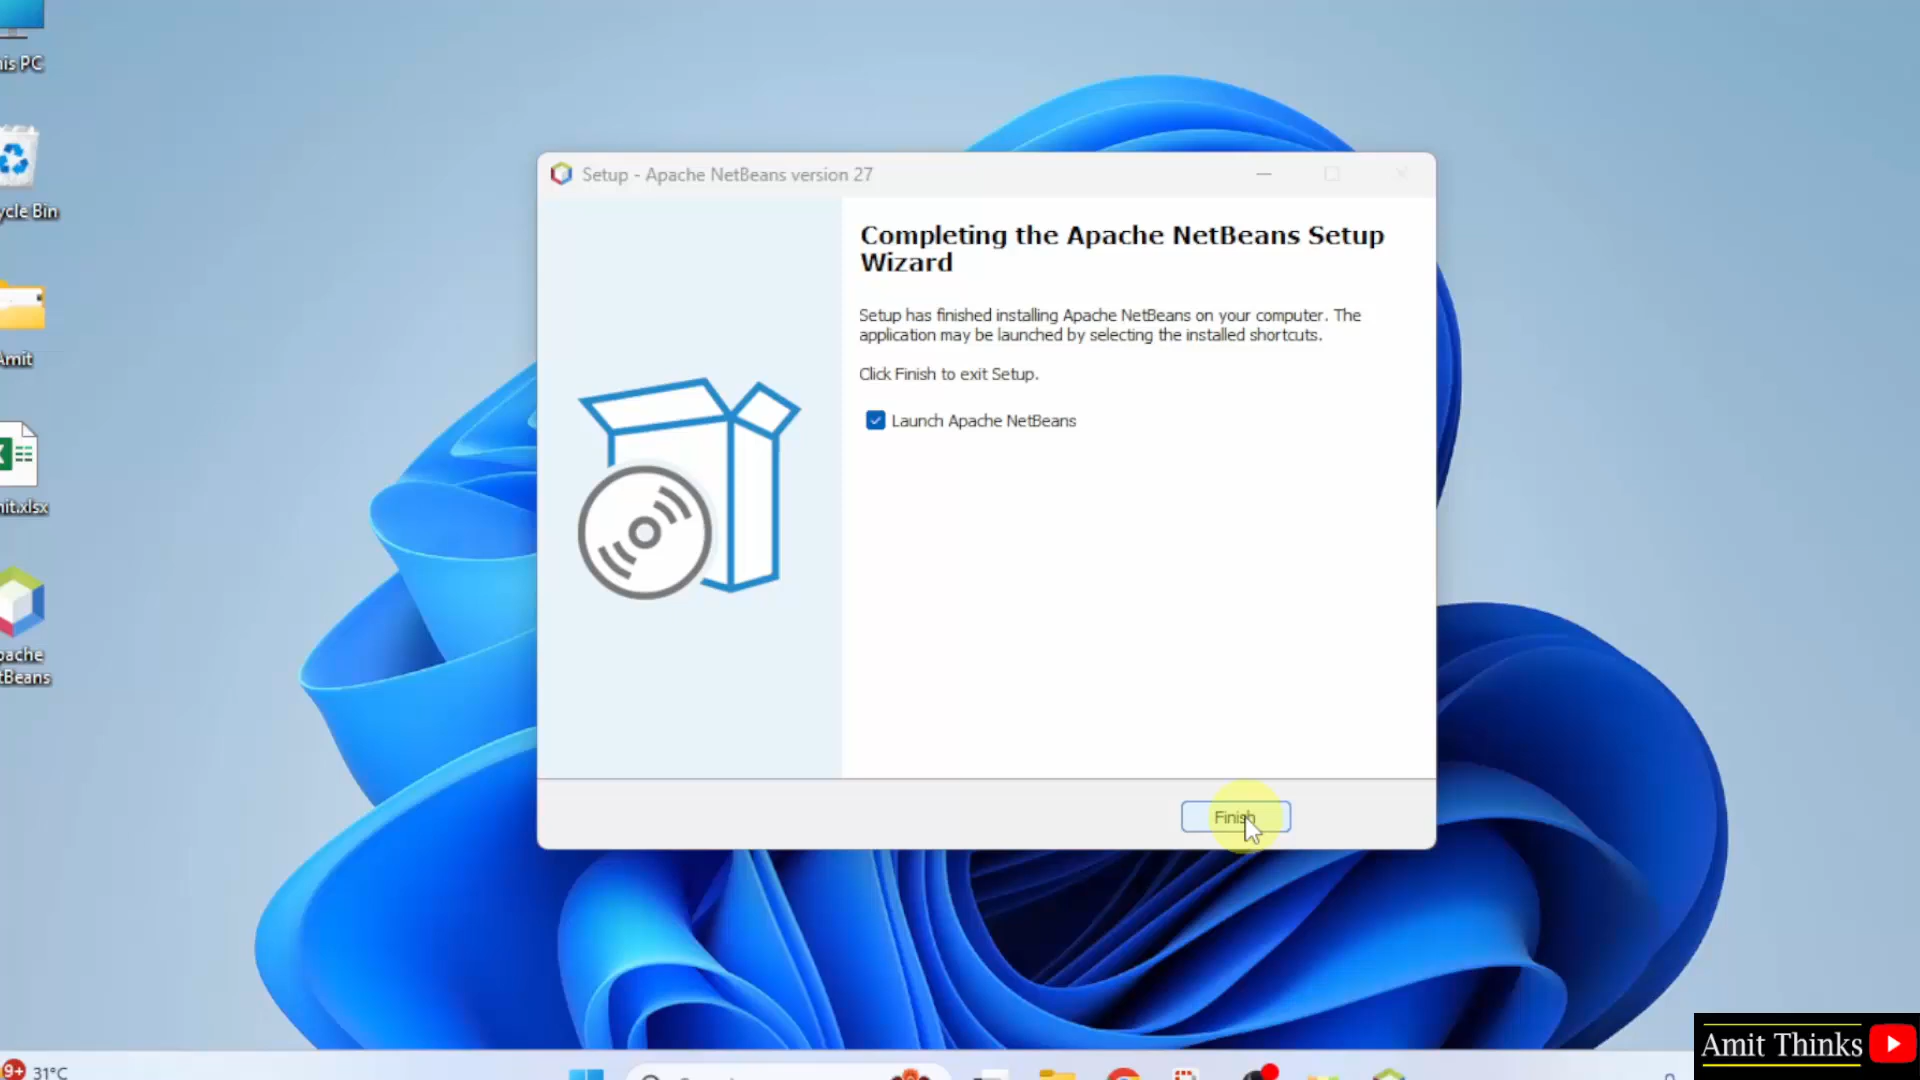 is PC
ycle Bin
Amit
nit.xlsx
pache
tBeans
Setup - Apache NetBeans version 27
Completing the Apache NetBeans Setup
Wizard
Setup has finished installing Apache NetBeans on your computer. The
application may be launched by selecting the installed shortcuts.
Click Finish to exit Setup.
Launch Apache NetBeans
Finish
9+
31°C
Amit Thinks